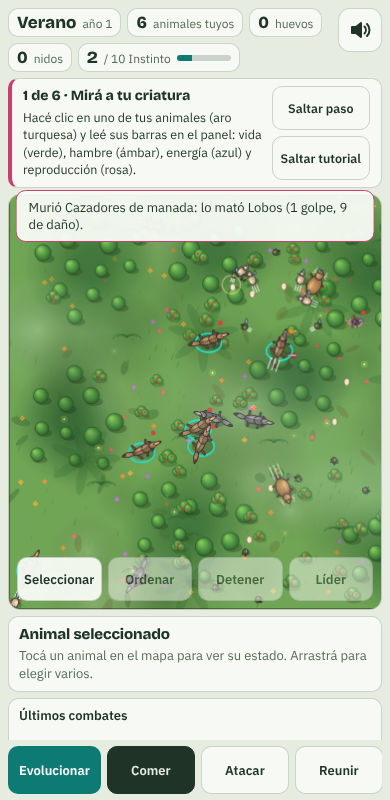 Verano año 1
6 animales tuyos
0 huevos
0 nidos
2 / 10 Instinto
1 de 6 · Mirá a tu criatura
Hacé clic en uno de tus
animales (aro
turquesa) y leé sus barras en el panel: vida
(verde), hambre (ámbar), energía (azul) y
reproducción (rosa).
Saltar paso
Saltar tutorial
Murió Cazadores de manada: lo mató Lobos (1 golpe, 9
de daño).
Seleccionar
Ordenar
Detener
Líder
Animal seleccionado
Tocá un animal en el mapa para ver su estado. Arrastrá para
elegir varios.
Últimos combates
Evolucionar
Comer
Atacar
Reunir